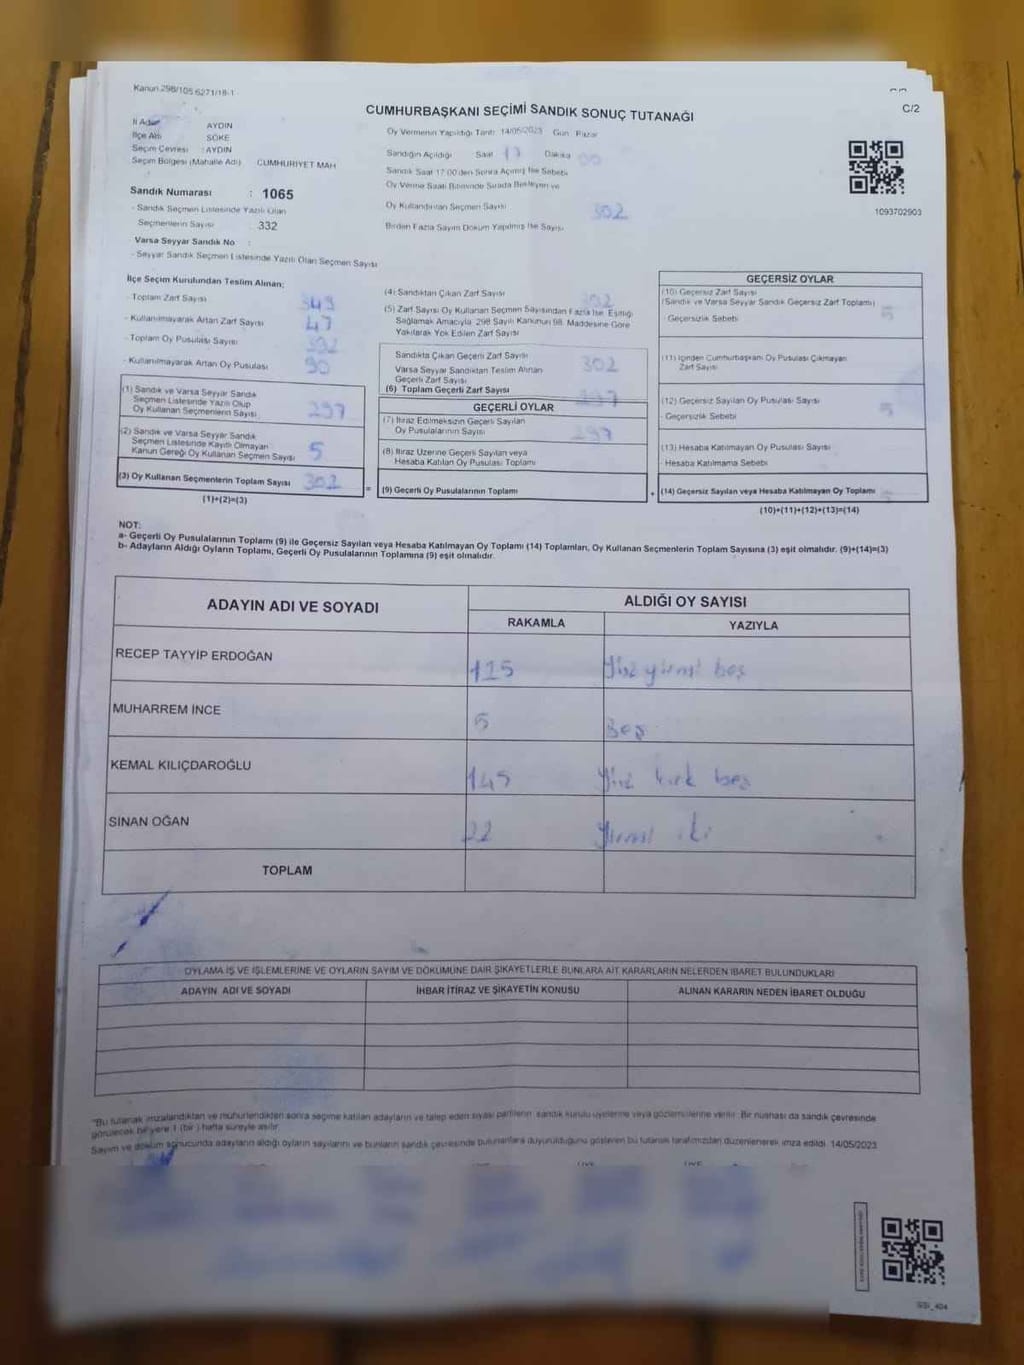 Kanun 298/105 6271/18-1
C/2
CUMHURBAŞKANI SEÇİMİ SANDIK SONUÇ TUTANAĞI
İl Adı: AYDIN
İlçe Adı SÖKE
Seçim Çevresi : AYDIN
Seçim Bölgesi (Mahalle Adı) CUMHURİYET MAH
Sandık Numarası : 1065
- Sandık Seçmen Listesinde Yazılı Olan
Seçmenlerin Sayısı : 332
- Varsa Seyyar Sandık No :
- Seyyar Sandık Seçmen Listesinde Yazılı Olan Seçmen Sayısı
Oy Vermenin Yapıldığı Tarih: 14/05/2023 Gün: Pazar
Sandığın Açıldığı Saat 17 Dakika 00
Sandık Saat 17.00'den Sonra Açılmış İse Sebebi
Oy Verme Saati Bitiminde Sırada Bekleyen ve
Oy Kullandırılan Seçmen Sayısı 302
Birden Fazla Sayım Döküm Yapılmış İse Sayısı
1093702903
İlçe Seçim Kurulundan Teslim Alınan;
- Toplam Zarf Sayısı 349
- Kullanılmayarak Artan Zarf Sayısı 47
- Toplam Oy Pusulası Sayısı 392
- Kullanılmayarak Artan Oy Pusulası 90
(1) Sandık ve Varsa Seyyar Sandık
Seçmen Listesinde Yazılı Olup
Oy Kullanan Seçmenlerin Sayısı 297
(2) Sandık ve Varsa Seyyar Sandık
Seçmen Listesinde Kayıtlı Olmayan
Kanun Gereği Oy Kullanan Seçmen Sayısı 5
(3) Oy Kullanan Seçmenlerin Toplam Sayısı 302
(1)+(2)=(3)
(4) Sandıktan Çıkan Zarf Sayısı 302
(5) Zarf Sayısı Oy Kullanan Seçmen Sayısından Fazla İse, Eşitliği
Sağlamak Amacıyla 298 Sayılı Kanunun 98. Maddesine Göre
Yakılarak Yok Edilen Zarf Sayısı
Sandıkta Çıkan Geçerli Zarf Sayısı 302
Varsa Seyyar Sandıktan Teslim Alınan
Geçerli Zarf Sayısı
(6) Toplam Geçerli Zarf Sayısı 297
GEÇERLİ OYLAR
(7) İtiraz Edilmeksizin Geçerli Sayılan
Oy Pusulalarının Sayısı 297
(8) İtiraz Üzerine Geçerli Sayılan veya
Hesaba Katılan Oy Pusulası Toplamı
= (9) Geçerli Oy Pusulalarının Toplamı
GEÇERSİZ OYLAR
(10) Geçersiz Zarf Sayısı
(Sandık ve Varsa Seyyar Sandık Geçersiz Zarf Toplamı) 5
- Geçersizlik Sebebi
(11) İçinden Cumhurbaşkanı Oy Pusulası Çıkmayan
Zarf Sayısı
(12) Geçersiz Sayılan Oy Pusulası Sayısı 5
- Geçersizlik Sebebi
(13) Hesaba Katılmayan Oy Pusulası Sayısı
- Hesaba Katılmama Sebebi
+ (14) Geçersiz Sayılan veya Hesaba Katılmayan Oy Toplamı 5
(10)+(11)+(12)+(13)=(14)
NOT:
a- Geçerli Oy Pusulalarının Toplamı (9) ile Geçersiz Sayılan veya Hesaba Katılmayan Oy Toplamı (14) Toplamları, Oy Kullanan Seçmenlerin Toplam Sayısına (3) eşit olmalıdır. (9)+(14)=(3)
b- Adayların Aldığı Oyların Toplamı, Geçerli Oy Pusulalarının Toplamına (9) eşit olmalıdır.
ADAYIN ADI VE SOYADI ALDIĞI OY SAYISI
RAKAMLA YAZIYLA
RECEP TAYYİP ERDOĞAN 125 Yüz yirmi beş
MUHARREM İNCE 5 Beş
KEMAL KILIÇDAROĞLU 145 Yüz kırk beş
SİNAN OĞAN 22 Yirmi iki
TOPLAM
OYLAMA İŞ VE İŞLEMLERİNE VE OYLARIN SAYIM VE DÖKÜMÜNE DAİR ŞİKAYETLERLE BUNLARA AİT KARARLARIN NELERDEN İBARET BULUNDUKLARI
ADAYIN ADI VE SOYADI İHBAR İTİRAZ VE ŞİKAYETİN KONUSU ALINAN KARARIN NEDEN İBARET OLDUĞU
"Bu tutanak imzalandıktan ve mühürlendikten sonra seçime katılan adayların ve talep eden siyasi partilerin sandık kurulu üyelerine veya gözlemcilerine verilir. Bir nüshası da sandık çevresinde
görülecek bir yere 1 (bir) hafta süreyle asılır.
Sayım ve döküm sonucunda adayların aldığı oyların sayılarını ve bunların sandık çevresinde bulunanlara duyurulduğunu gösteren bu tutanak tarafımızdan düzenlenerek imza edildi. 14/05/2023